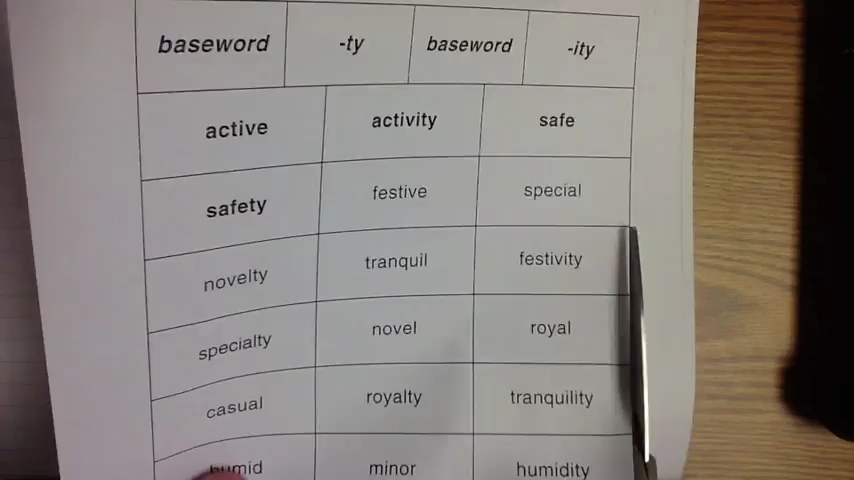 baseword -ty baseword -ity
active activity safe
safety festive special
novelty tranquil festivity
specialty novel royal
casual royalty tranquility
humid minor humidity